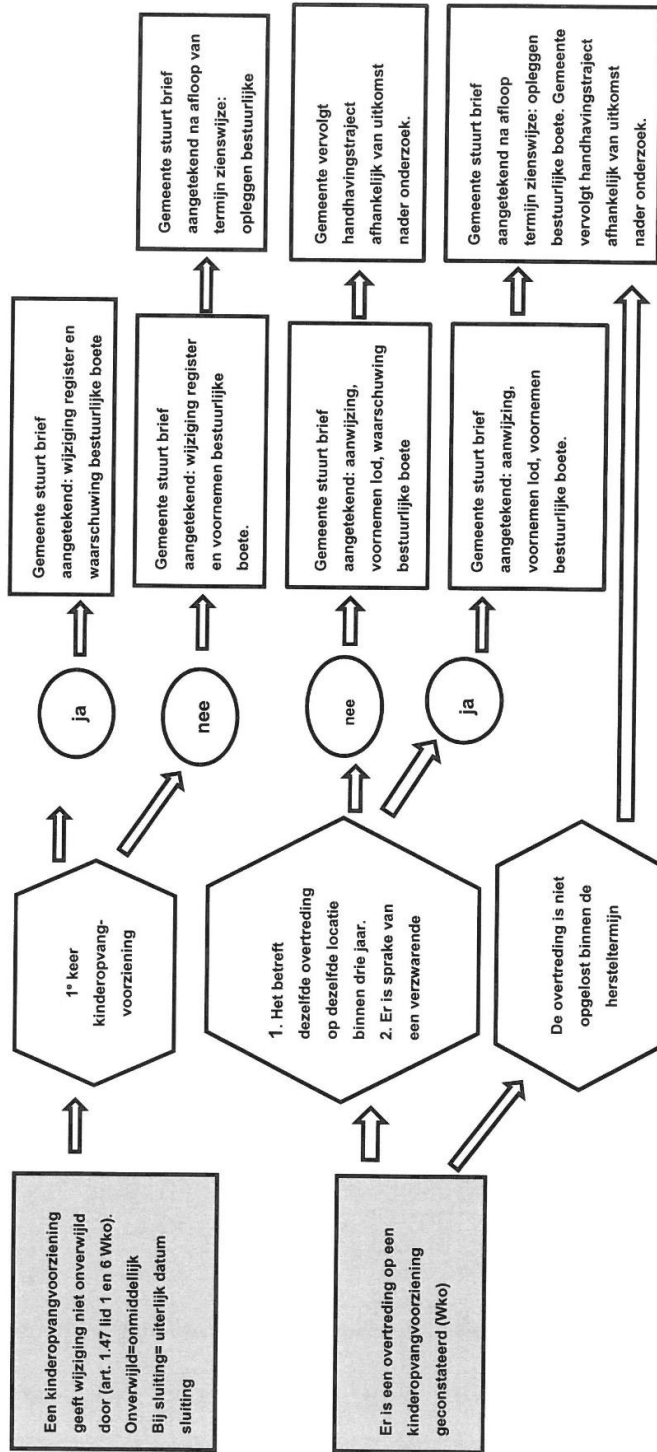 Een kinderopvangvoorziening
geeft wijziging niet onverwijld
door (art. 1.47 lid 1 en 6 Wko).
Onverwijld=onmiddellijk
Bij sluiting= uiterlijk datum
sluiting
1e keer
kinderopvang-
voorziening
ja
Gemeente stuurt brief
aangetekend: wijziging register en
waarschuwing bestuurlijke boete
nee
Gemeente stuurt brief
aangetekend: wijziging register
en voornemen bestuurlijke
boete.
Gemeente stuurt brief
aangetekend na afloop van
termijn zienswijze:
opleggen bestuurlijke
Er is een overtreding op een
kinderopvangvoorziening
geconstateerd (Wko)
1. Het betreft
dezelfde overtreding
op dezelfde locatie
binnen drie jaar.
2. Er is sprake van
een verzwarende
nee
Gemeente stuurt brief
aangetekend: aanwijzing,
voornemen lod, waarschuwing
bestuurlijke boete
Gemeente vervolgt
handhavingstraject
afhankelijk van uitkomst
nader onderzoek.
ja
Gemeente stuurt brief
aangetekend: aanwijzing,
voornemen lod, voornemen
bestuurlijke boete.
Gemeente stuurt brief
aangetekend na afloop
termijn zienswijze: opleggen
bestuurlijke boete. Gemeente
vervolgt handhavingstraject
afhankelijk van uitkomst
nader onderzoek.
De overtreding is niet
opgelost binnen de
hersteltermijn